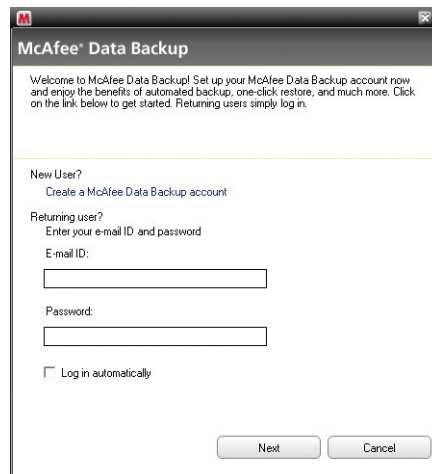 McAfee® Data Backup
Welcome to McAfee Data Backup! Set up your McAfee Data Backup account now
and enjoy the benefits of automated backup, one-click restore, and much more. Click
on the link below to get started. Returning users simply log in.
New User?
Create a McAfee Data Backup account
Returning user?
Enter your e-mail ID and password
E-mail ID:
Password:
Log in automatically
Next
Cancel